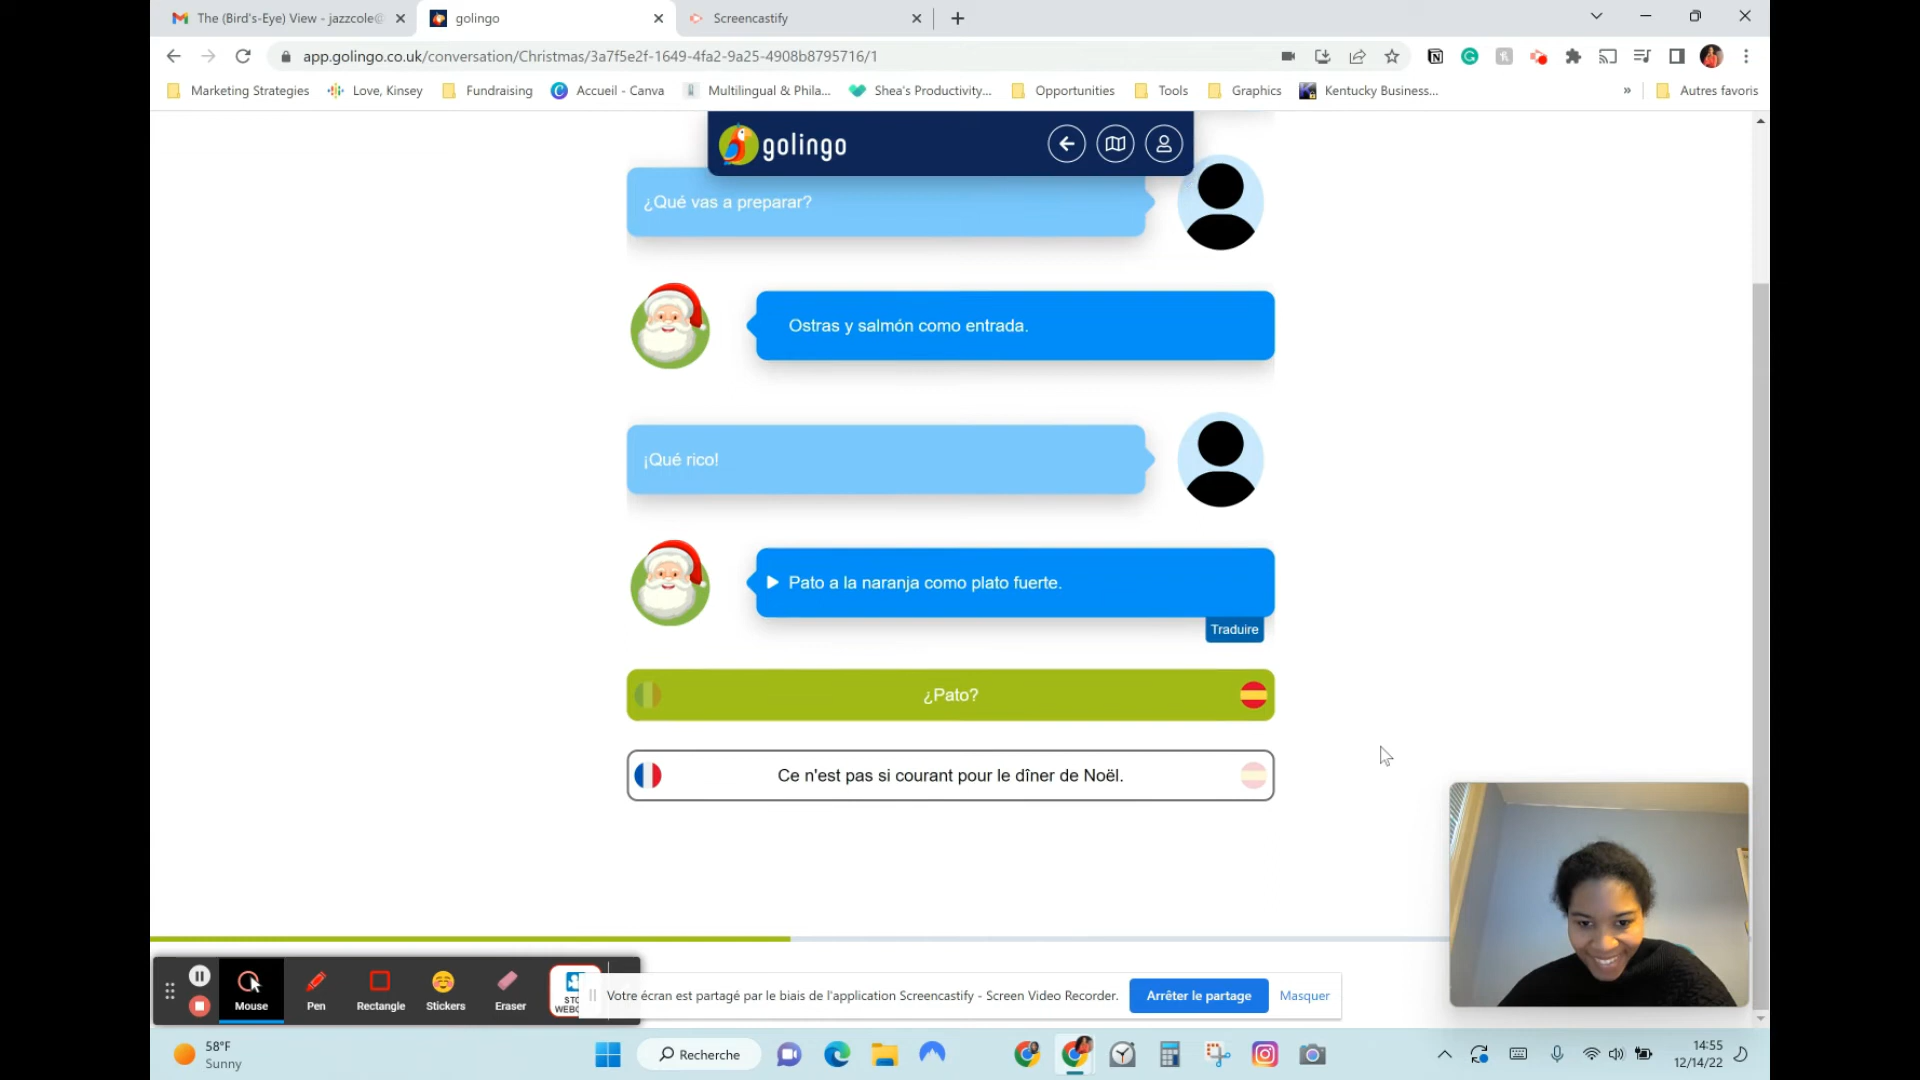 The (Bird's-Eye) View - jazzcole@
golingo
Screencastify
app.golingo.co.uk/conversation/Christmas/3a7f5e2f-1649-4fa2-9a25-4908b8795716/1
Marketing Strategies
Love, Kinsey
Fundraising
Accueil - Canva
Multilingual & Phila...
Shea's Productivity...
Opportunities
Tools
Graphics
Kentucky Business...
»
Autres favoris
golingo
¿Qué vas a preparar?
Ostras y salmón como entrada.
¡Qué rico!
Pato a la naranja como plato fuerte.
Traduire
¿Pato?
Ce n'est pas si courant pour le dîner de Noël.
Mouse
Pen
Rectangle
Stickers
Eraser
Votre écran est partagé par le biais de l'application Screencastify - Screen Video Recorder.
Arrêter le partage
Masquer
58°F
Sunny
Recherche
14:55
12/14/22